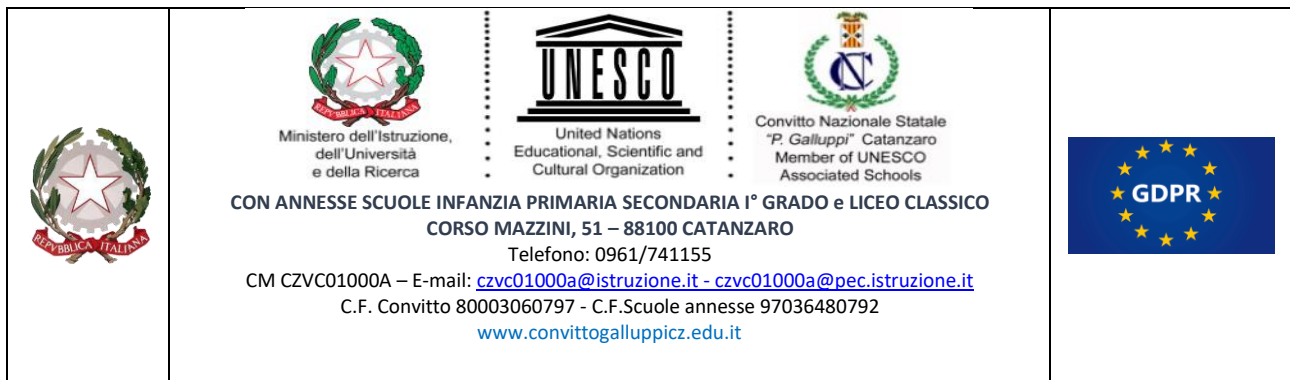 REPVBBLICA ITALIANA
REPVBBLICA ITALIANA
Ministero dell'Istruzione,
dell'Università
e della Ricerca
UNESCO
United Nations
Educational, Scientific and
Cultural Organization
CN
Convitto Nazionale Statale
"P. Galluppi" Catanzaro
Member of UNESCO
Associated Schools
CON ANNESSE SCUOLE INFANZIA PRIMARIA SECONDARIA I° GRADO e LICEO CLASSICO
CORSO MAZZINI, 51 – 88100 CATANZARO
Telefono: 0961/741155
CM CZVC01000A – E-mail: czvc01000a@istruzione.it - czvc01000a@pec.istruzione.it
C.F. Convitto 80003060797 - C.F.Scuole annesse 97036480792
www.convittogalluppicz.edu.it
GDPR